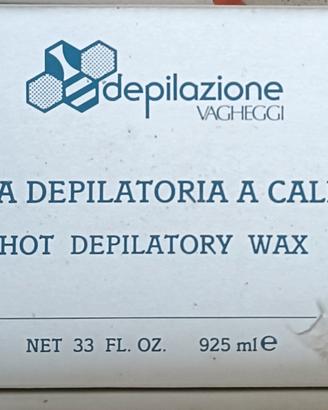 depilazione
VAGHEGGI
A DEPILATORIA A CAL
HOT DEPILATORY WAX
NET 33 FL. OZ. 925 ml e